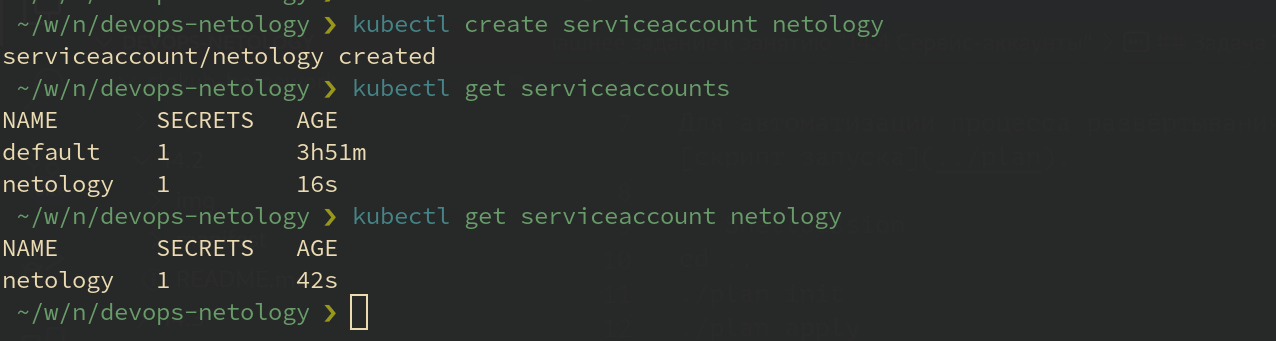 ~/w/n/devops-netology ❯ kubectl create serviceaccount netology
serviceaccount/netology created
~/w/n/devops-netology ❯ kubectl get serviceaccounts
NAME SECRETS AGE
default 1 3h51m
netology 1 16s
~/w/n/devops-netology ❯ kubectl get serviceaccount netology
NAME SECRETS AGE
netology 1 42s
~/w/n/devops-netology ❯